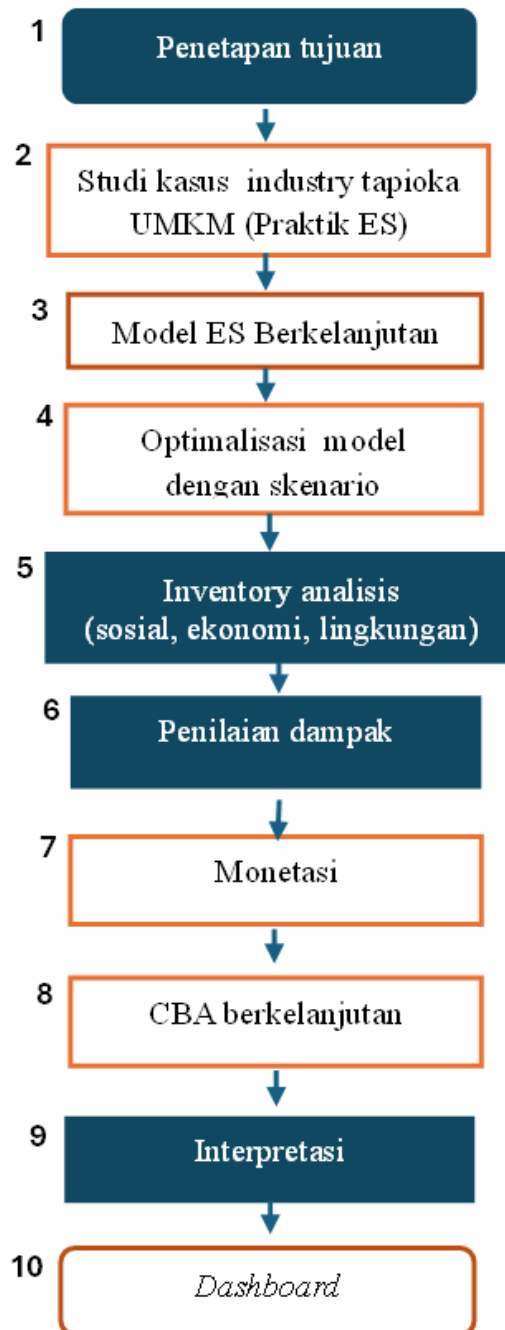 1
Penetapan tujuan
2
Studi kasus industry tapioka
UMKM (Praktik ES)
3
Model ES Berkelanjutan
4
Optimalisasi model
dengan skenario
5
Inventory analisis
(sosial, ekonomi, lingkungan)
6
Penilaian dampak
7
Monetasi
8
CBA berkelanjutan
9
Interpretasi
10
Dashboard